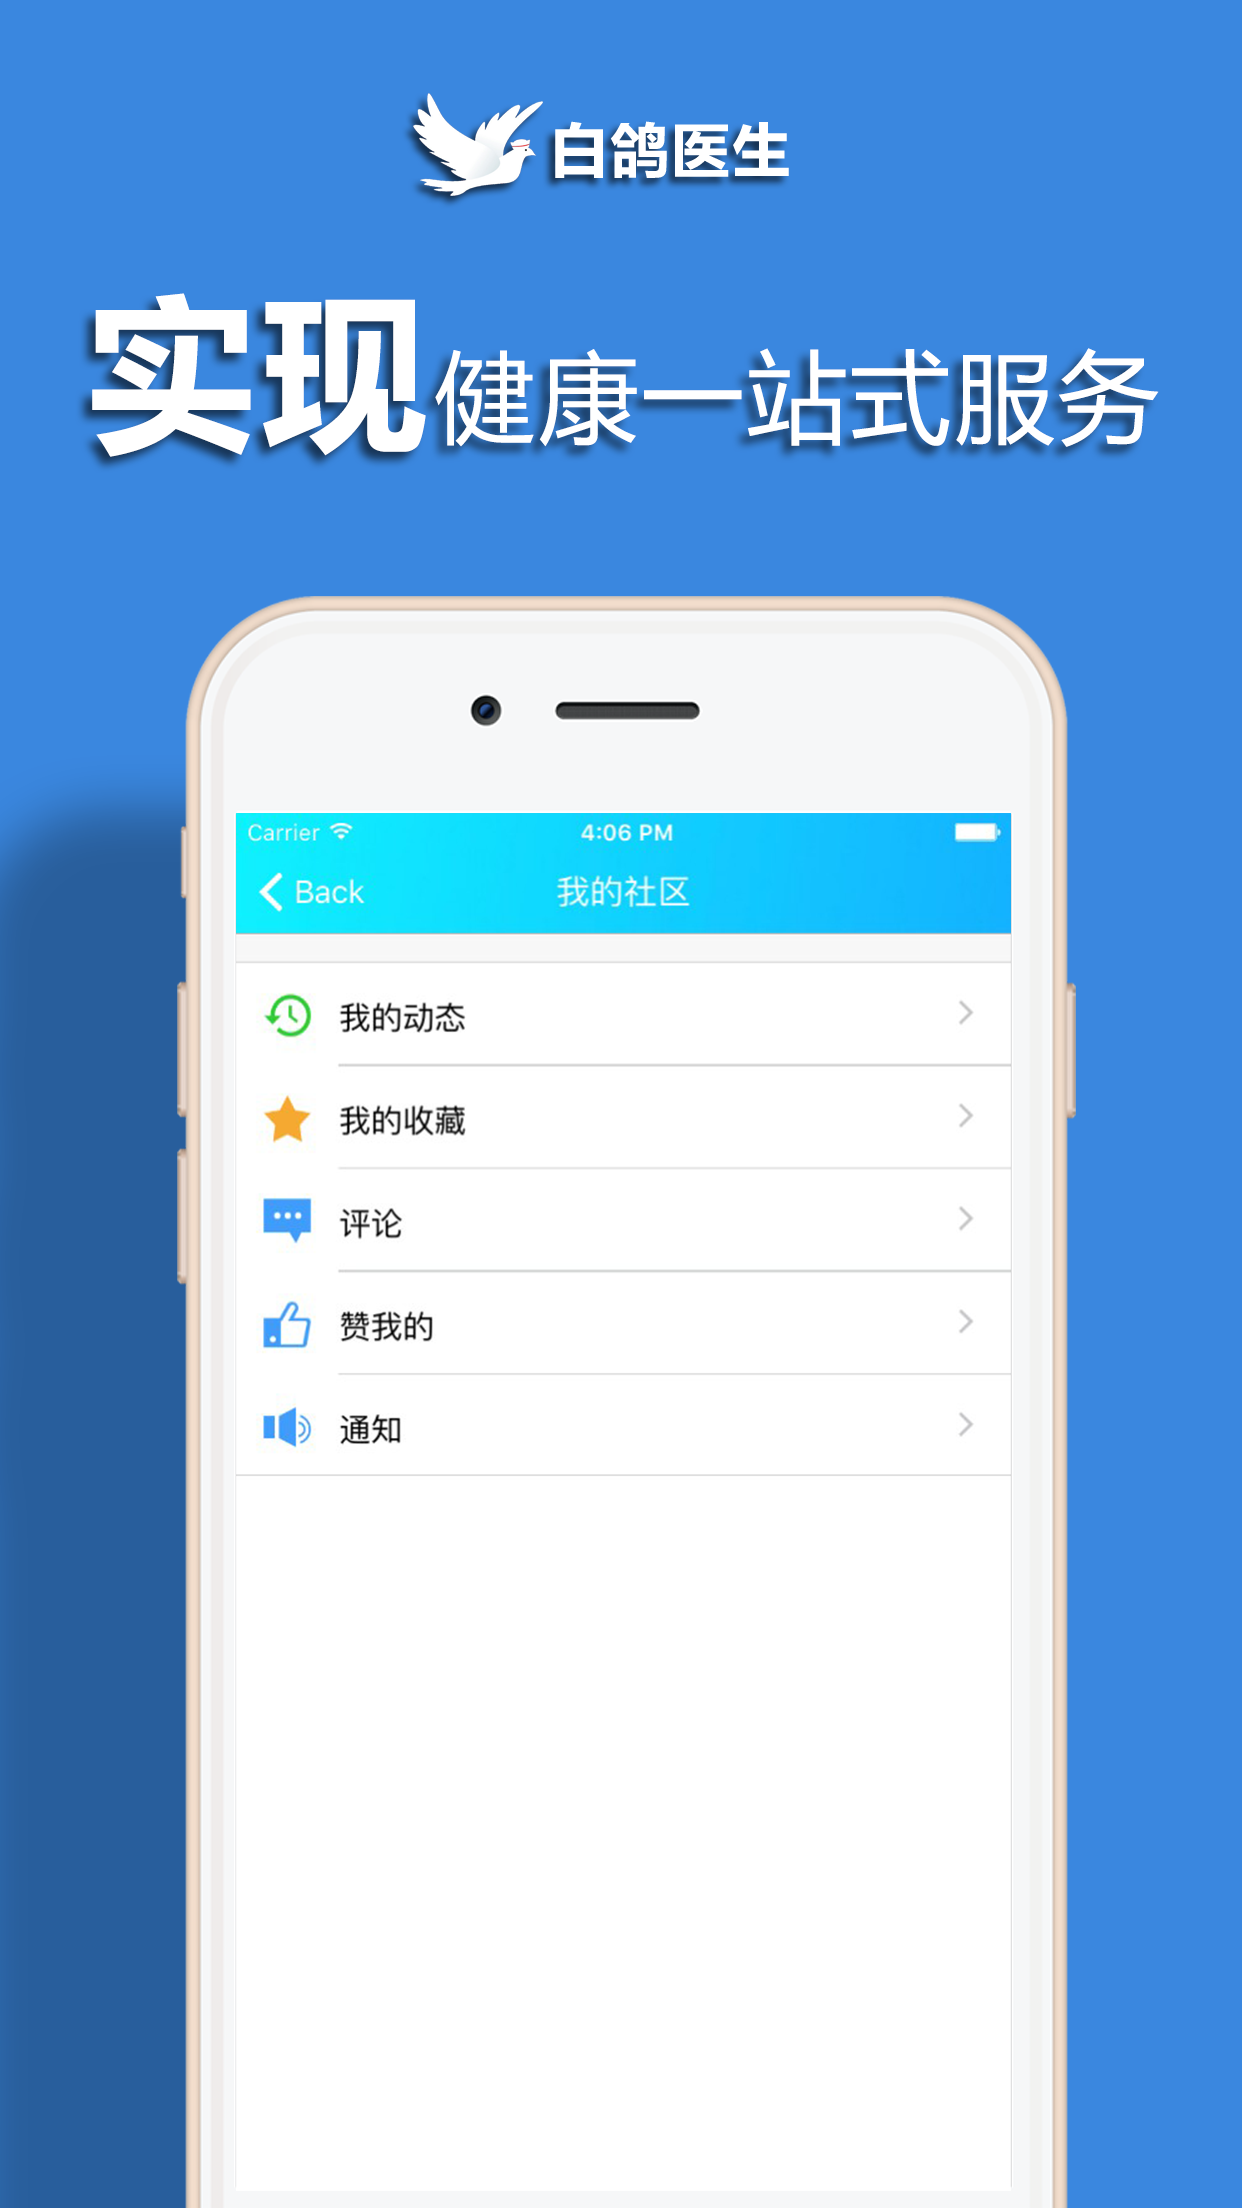 白鸽医生
实现健康一站式服务
Carrier 4:06 PM
Back 我的社区
我的动态
我的收藏
评论
赞我的
通知